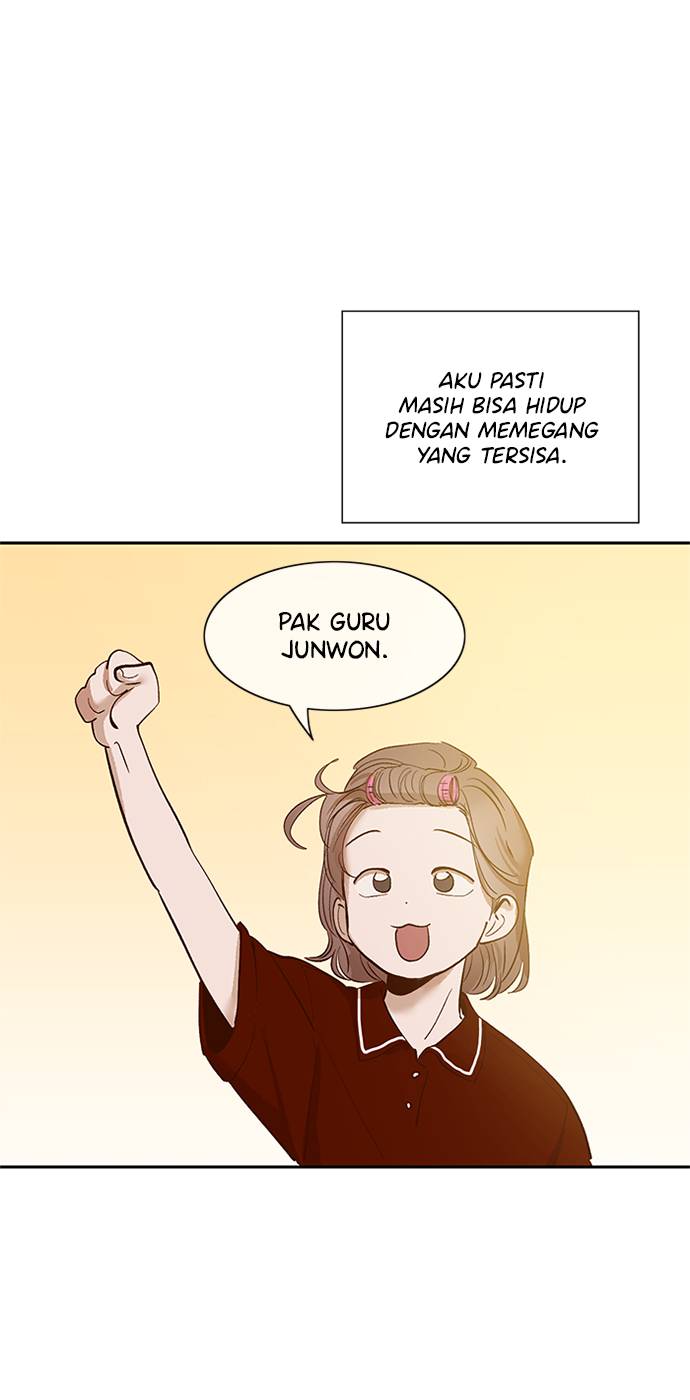 AKU PASTI
MASIH BISA HIDUP
DENGAN MEMEGANG
YANG TERSISA.
PAK GURU
JUNWON.